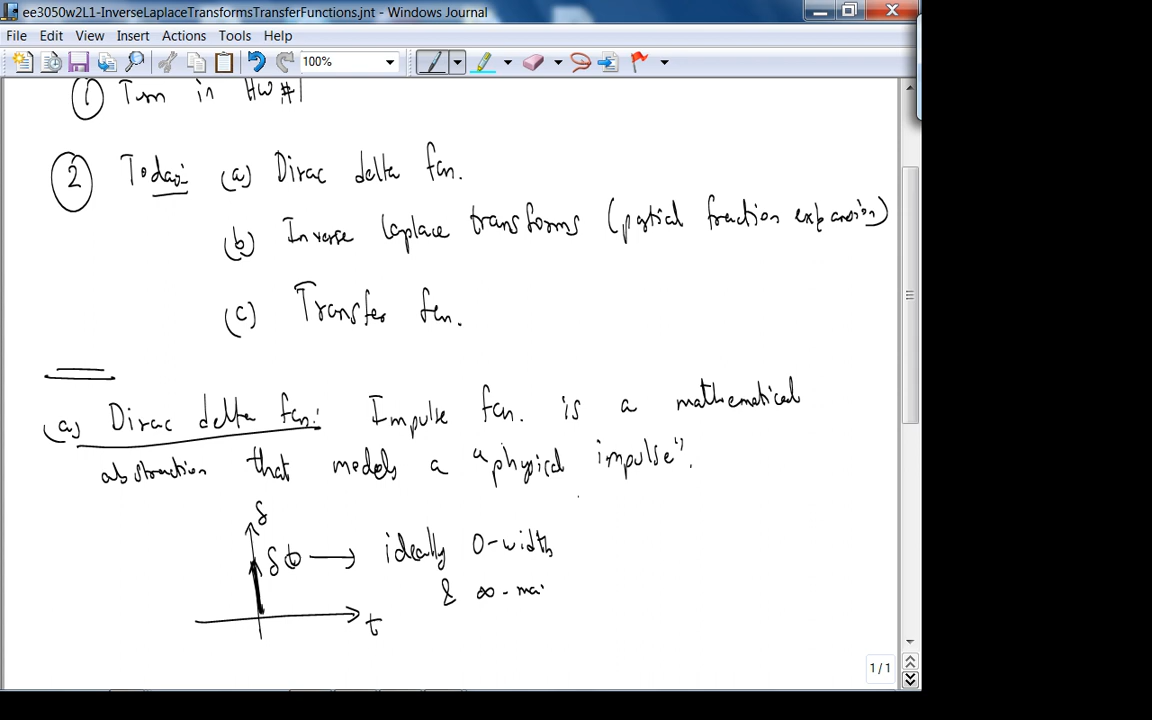 ee3050w2L1-InverseLaplaceTransformsTransferFunctions.jnt - Windows Journal
File Edit View Insert Actions Tools Help
100%
① Turn in HW #1
② Today: (a) Dirac delta fcn.
(b) Inverse Laplace transforms (partial fraction expansion)
(c) Transfer fcn.
(a) Dirac delta fcn: Impulse fcn. is a mathematical
abstraction that models a "physical impulse".
δ
δ(t) → ideally 0-width
& ∞-ma
t
1/1